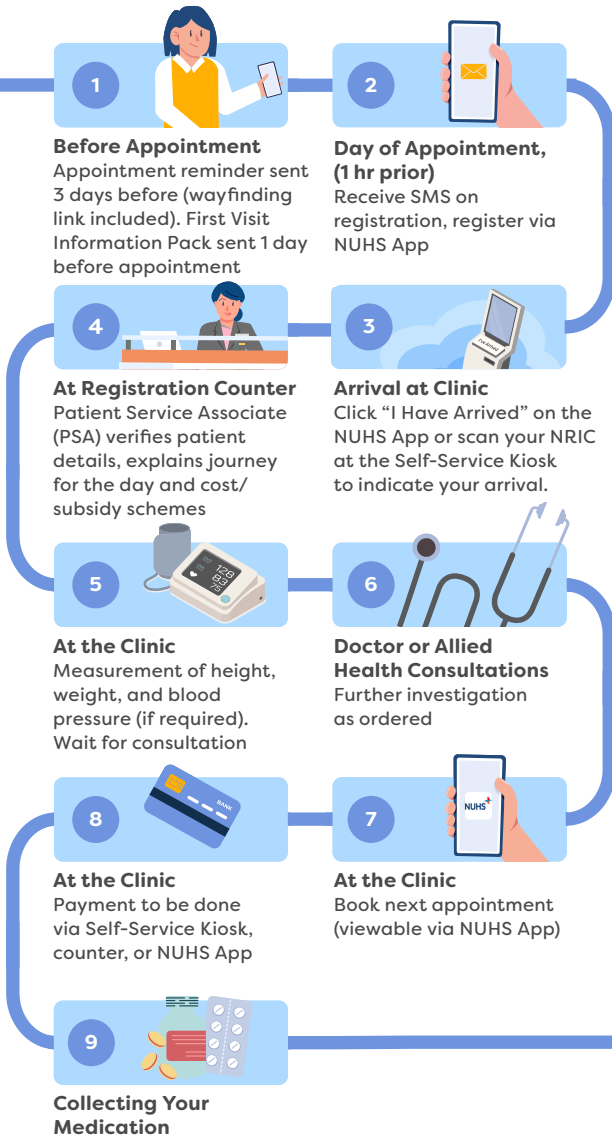 1
Before Appointment
Appointment reminder sent
3 days before (wayfinding
link included). First Visit
Information Pack sent 1 day
before appointment
2
Day of Appointment,
(1 hr prior)
Receive SMS on
registration, register via
NUHS App
3
I've Arrived
Arrival at Clinic
Click “I Have Arrived” on the
NUHS App or scan your NRIC
at the Self-Service Kiosk
to indicate your arrival.
4
At Registration Counter
Patient Service Associate
(PSA) verifies patient
details, explains journey
for the day and cost/
subsidy schemes
5
128
83
75
At the Clinic
Measurement of height,
weight, and blood
pressure (if required).
Wait for consultation
6
Doctor or Allied
Health Consultations
Further investigation
as ordered
7
NUHS
At the Clinic
Book next appointment
(viewable via NUHS App)
8
BANK
At the Clinic
Payment to be done
via Self-Service Kiosk,
counter, or NUHS App
9
Collecting Your
Medication